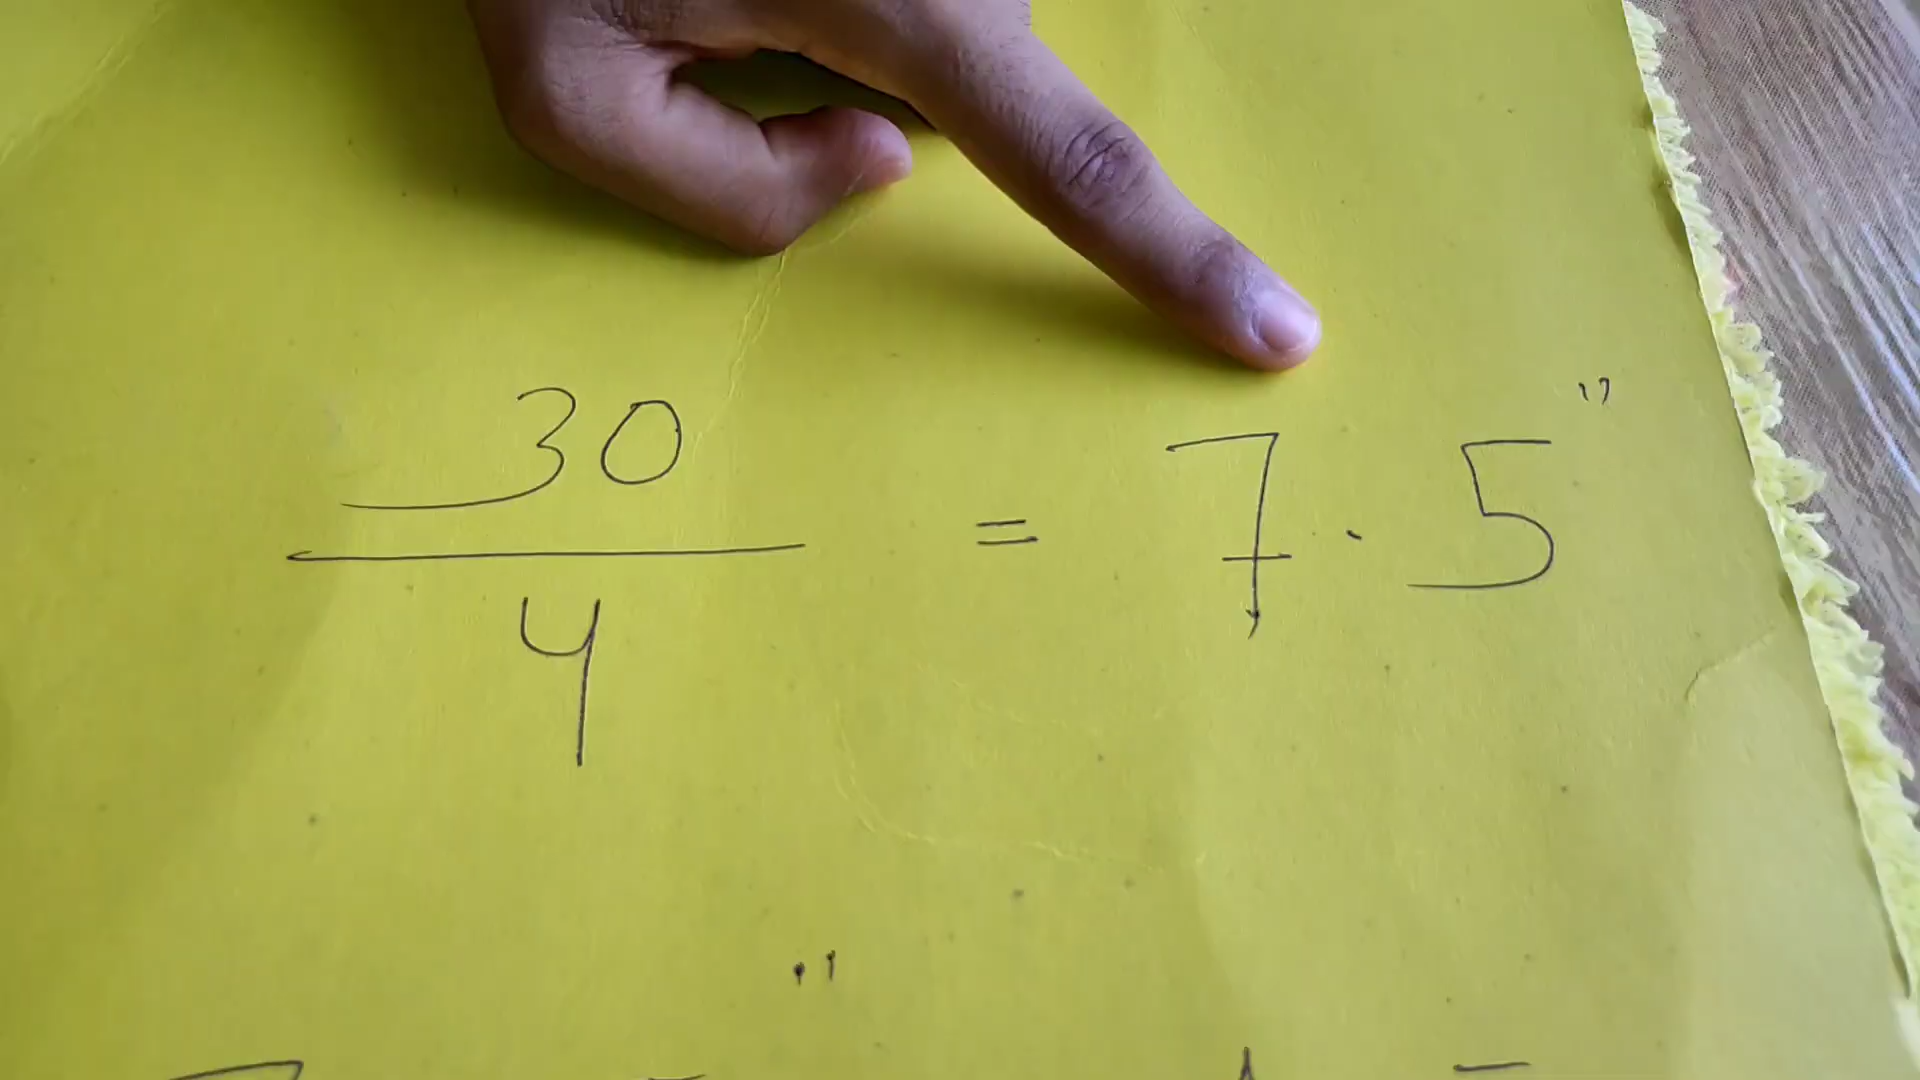 30/4 = 7.5"
"